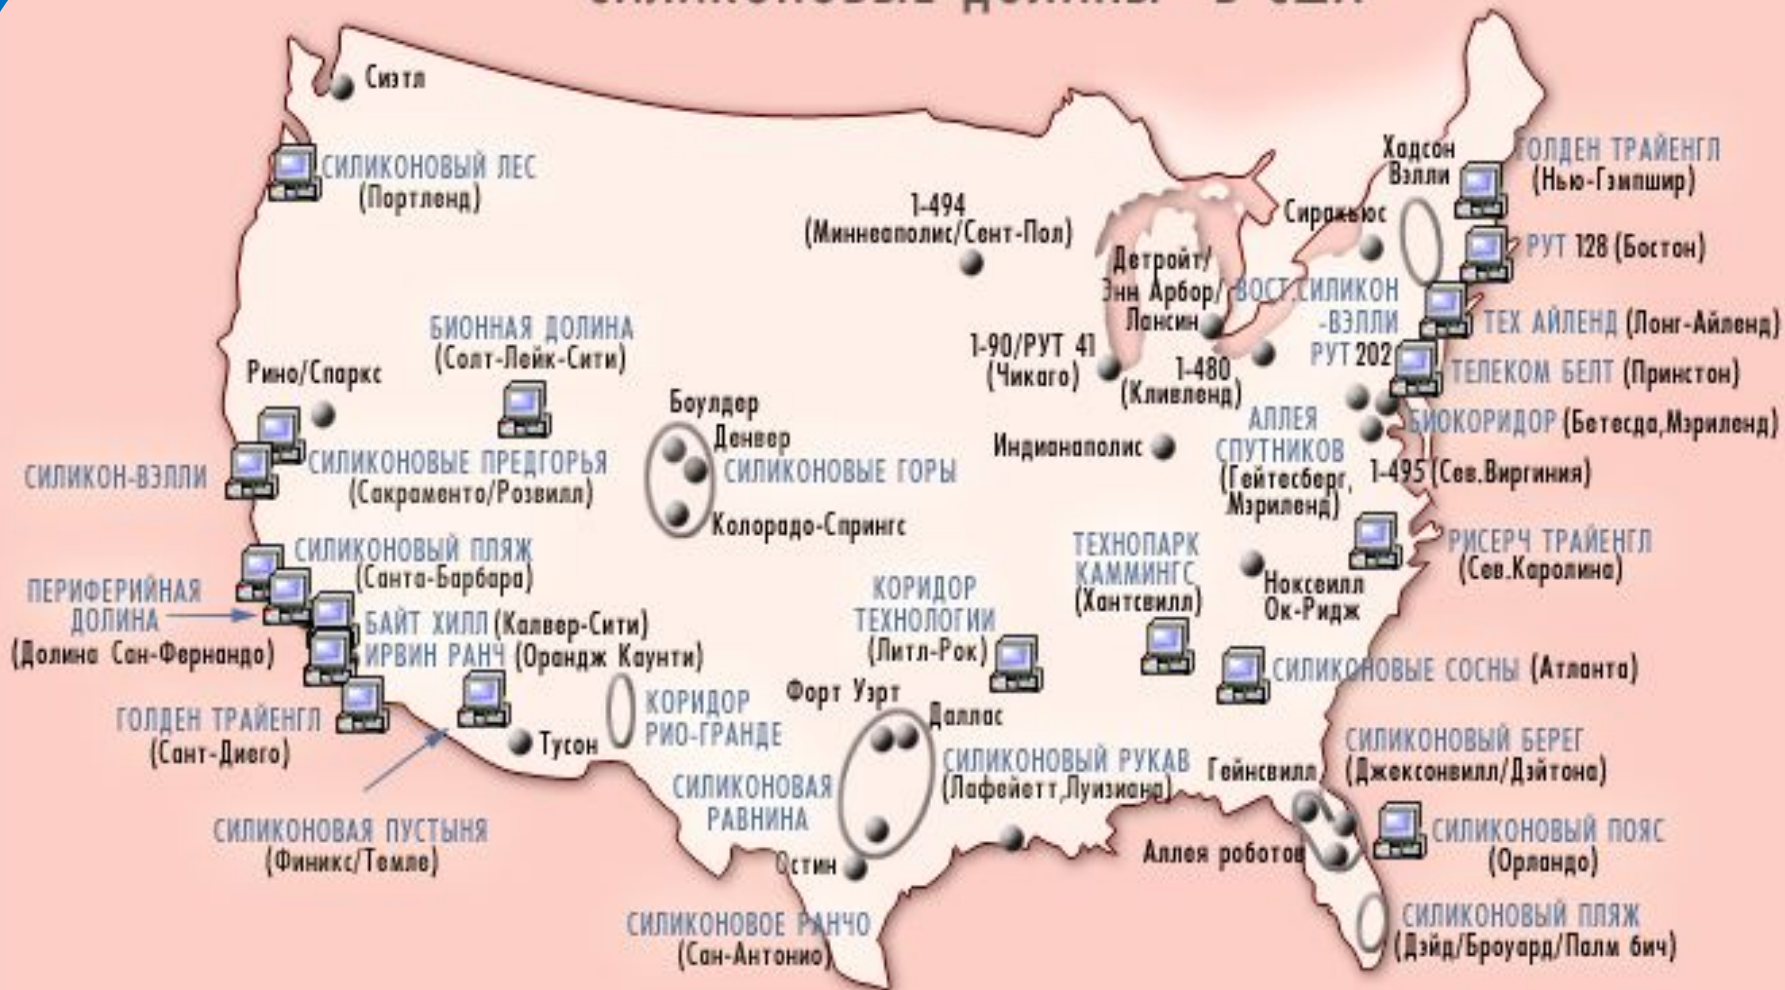 Сиэтл
СИЛИКОНОВЫЙ ЛЕС
(Портленд)
1-494
(Миннеаполис/Сент-Пол)
Хадсон
Вэлли
ГОЛДЕН ТРАЙЕНГЛ
(Нью-Гэмпшир)
Сиракьюс
РУТ 128 (Бостон)
Детройт/
Энн Арбор/
Лансин
ВОСТ.СИЛИКОН
-ВЭЛЛИ
РУТ 202
ТЕХ АЙЛЕНД (Лонг-Айленд)
БИОННАЯ ДОЛИНА
(Солт-Лейк-Сити)
1-90/РУТ 41
(Чикаго)
1-480
(Кливленд)
ТЕЛЕКОМ БЕЛТ (Принстон)
Рино/Спаркс
Боулдер
Денвер
СИЛИКОНОВЫЕ ГОРЫ
Колорадо-Спрингс
Индианаполис
АЛЛЕЯ
СПУТНИКОВ
(Гейтесберг,
Мэриленд)
БИОКОРИДОР (Бетесда,Мэриленд)
1-495 (Сев.Виргиния)
СИЛИКОН-ВЭЛЛИ
СИЛИКОНОВЫЕ ПРЕДГОРЬЯ
(Сакраменто/Розвилл)
СИЛИКОНОВЫЙ ПЛЯЖ
(Санта-Барбара)
ПЕРИФЕРИЙНАЯ
ДОЛИНА
(Долина Сан-Фернандо)
БАЙТ ХИЛЛ (Калвер-Сити)
ИРВИН РАНЧ (Орандж Каунти)
КОРИДОР
ТЕХНОЛОГИИ
(Литл-Рок)
ТЕХНОПАРК
КАММИНГС
(Хантсвилл)
Ноксвилл
Ок-Ридж
РИСЕРЧ ТРАЙЕНГЛ
(Сев.Каролина)
СИЛИКОНОВЫЕ СОСНЫ (Атланта)
ГОЛДЕН ТРАЙЕНГЛ
(Сант-Диего)
Тусон
КОРИДОР
РИО-ГРАНДЕ
Форт Уэрт
Даллас
СИЛИКОНОВАЯ
РАВНИНА
СИЛИКОНОВЫЙ РУКАВ
(Лафейетт,Луизиана)
Гейнсвилл
СИЛИКОНОВЫЙ БЕРЕГ
(Джексонвилл/Дэйтона)
СИЛИКОНОВАЯ ПУСТЫНЯ
(Финикс/Темпе)
Остин
Аллея роботов
СИЛИКОНОВЫЙ ПОЯС
(Орландо)
СИЛИКОНОВОЕ РАНЧО
(Сан-Антонио)
СИЛИКОНОВЫЙ ПЛЯЖ
(Дэйд/Броуард/Палм бич)